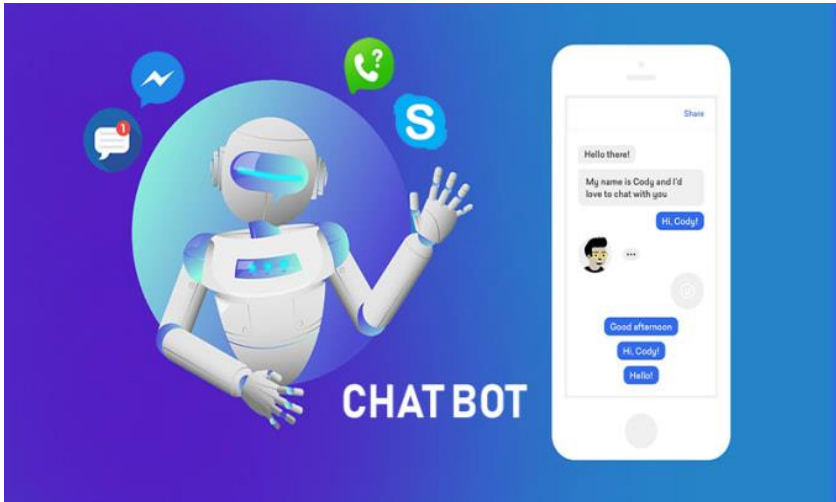 1
?
S
CHAT BOT
Share
Hello there!
My name is Cody and I'd
love to chat with you
Hi, Cody!
Good afternoon
Hi, Cody!
Hello!